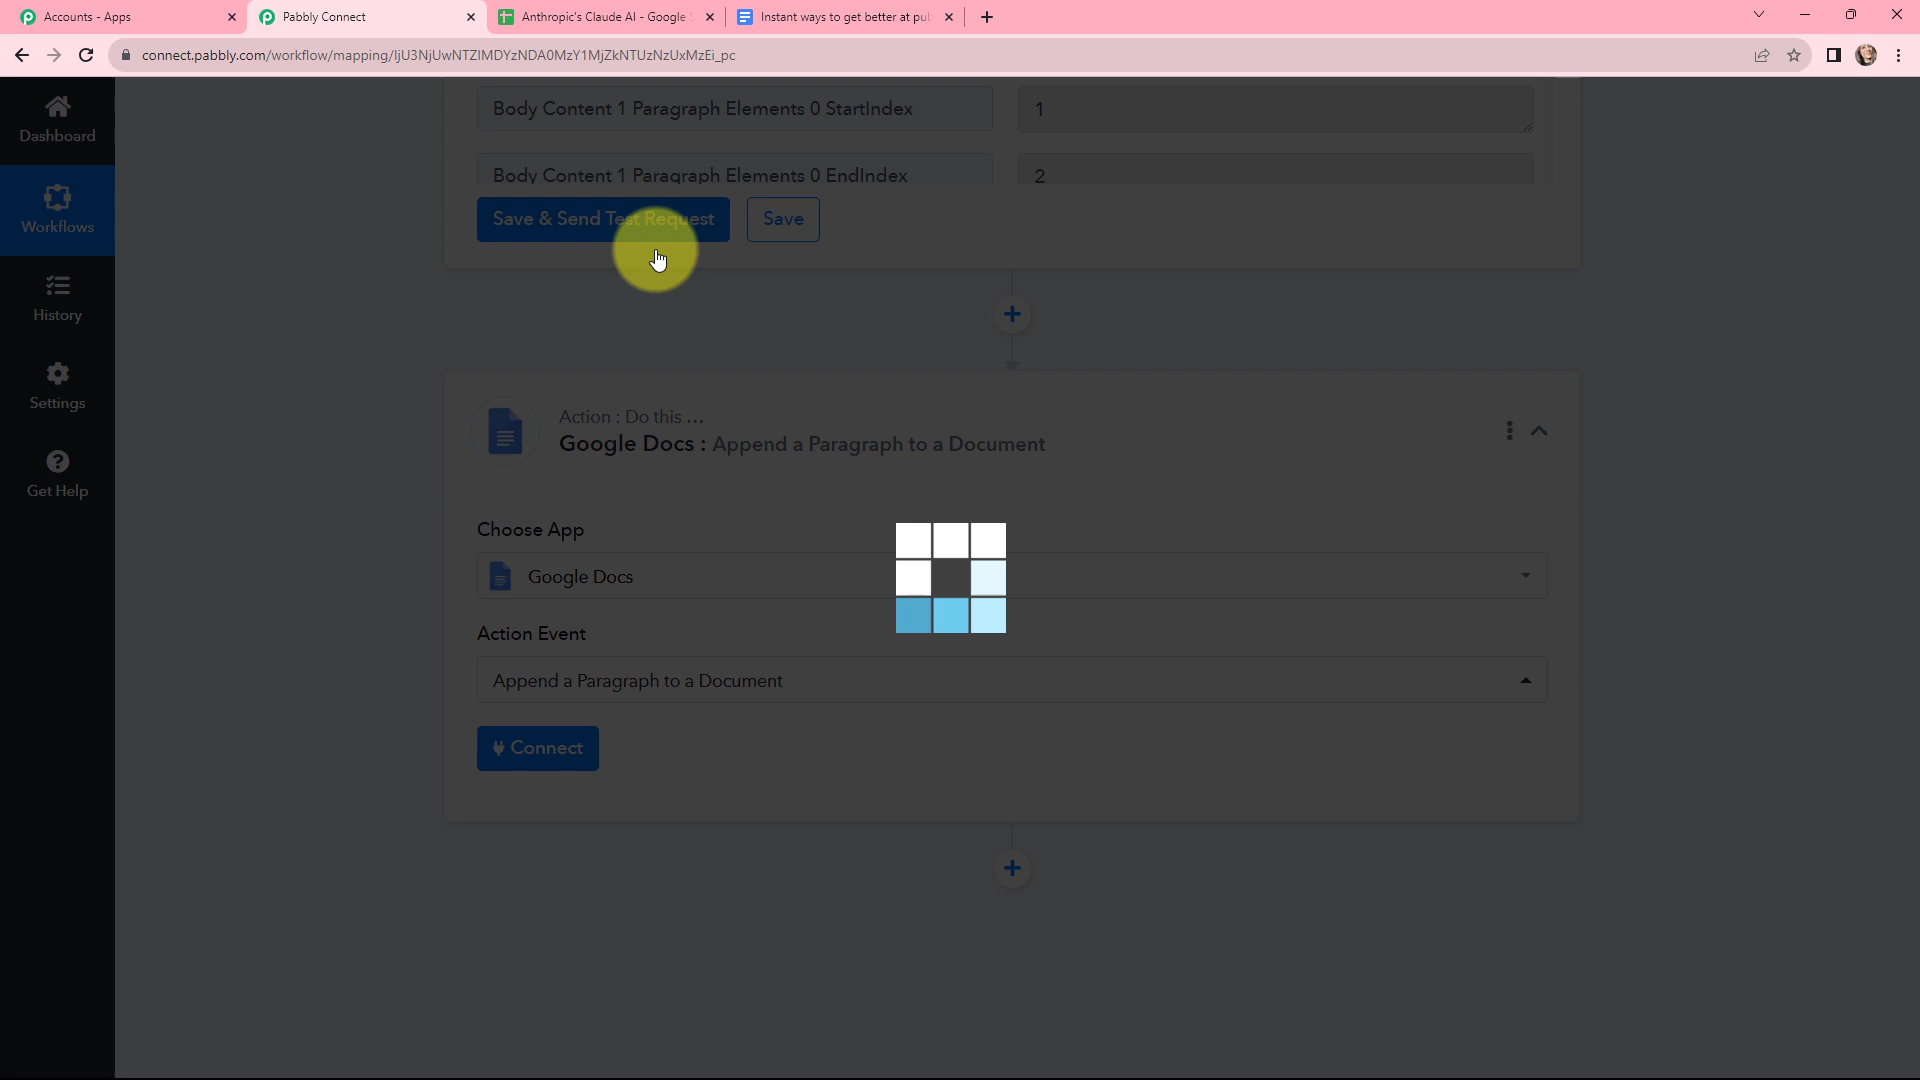 Accounts - Apps
Pabbly Connect
Anthropic's Claude AI - Google
Instant ways to get better at pu
connect.pabbly.com/workflow/mapping/IjU3NjUwNTZlMDYzNDA0MzY1MjZkNTUzNzUxMzEi_pc
Dashboard
Workflows
History
Settings
Get Help
Body Content 1 Paragraph Elements 0 StartIndex
1
Body Content 1 Paragraph Elements 0 EndIndex
2
Save & Send Test Request
Save
Action : Do this ...
Google Docs : Append a Paragraph to a Document
Choose App
Google Docs
Action Event
Append a Paragraph to a Document
Connect